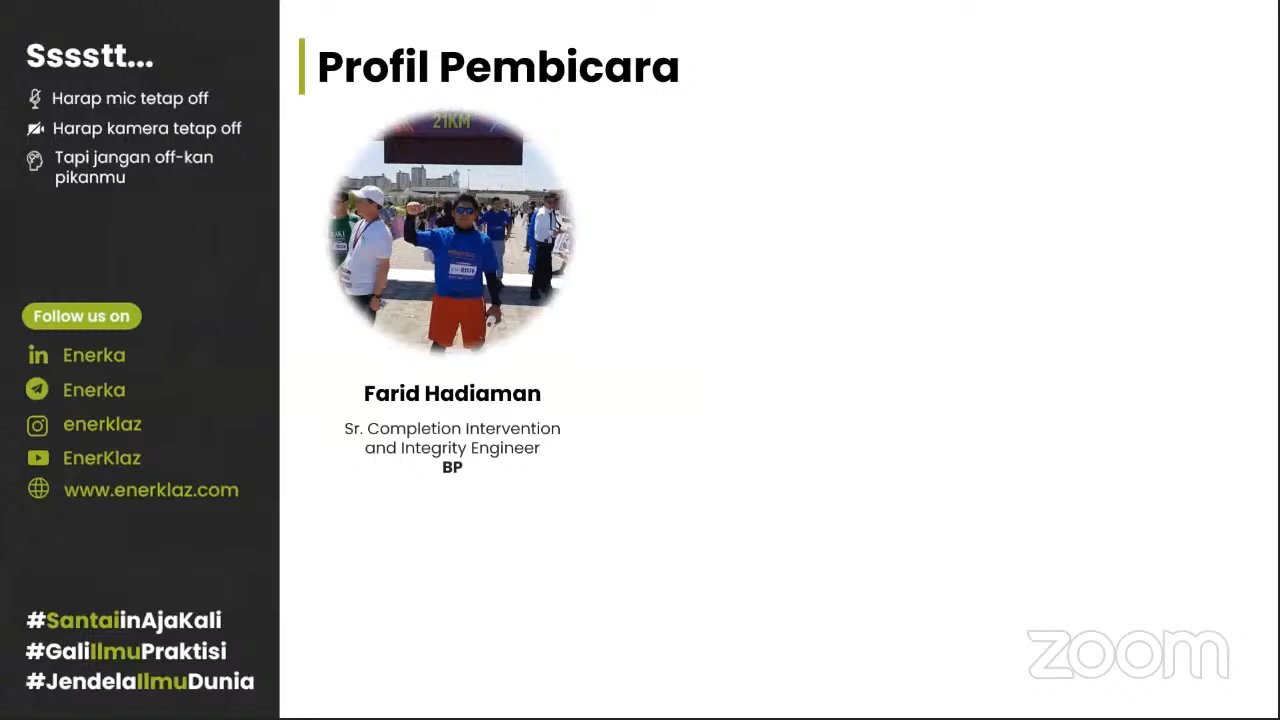 Sssstt...
Harap mic tetap off
Harap kamera tetap off
Tapi jangan off-kan
pikanmu
Follow us on
in Enerka
Enerka
enerklaz
EnerKlaz
www.enerklaz.com
#SantaiinAjaKali
#GaliIlmuPraktisi
#JendelaIlmuDunia
Profil Pembicara
21KM
Farid Hadiaman
Sr. Completion Intervention
and Integrity Engineer
BP
zoom